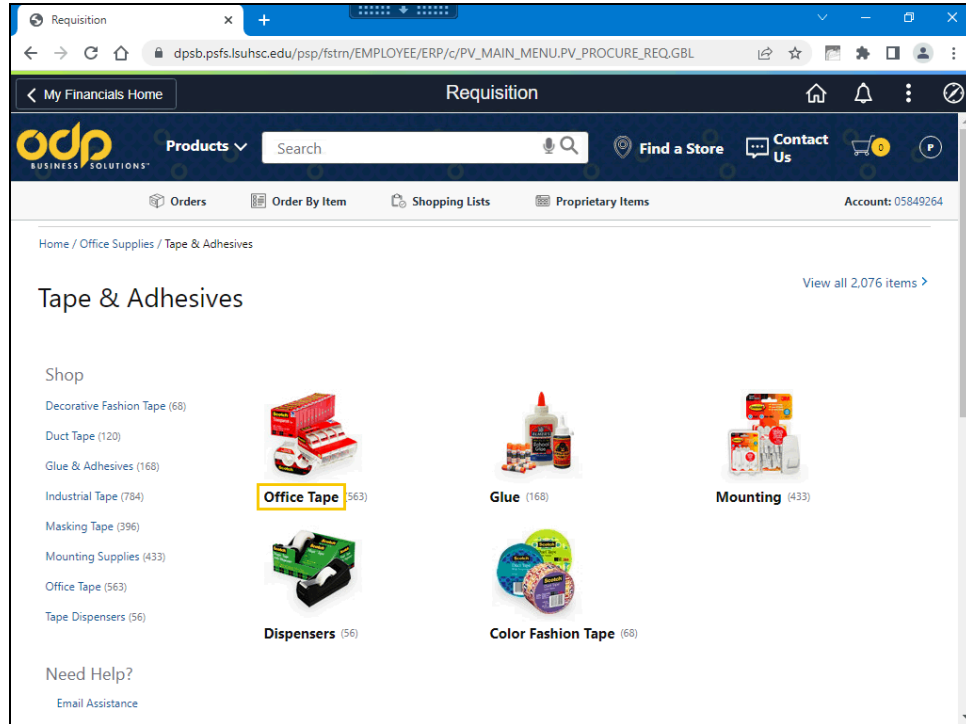 Requisition
dpsb.psfs.lsuhsc.edu/psp/fstrn/EMPLOYEE/ERP/c/PV_MAIN_MENU.PV_PROCURE_REQ.GBL
My Financials Home
Requisition
odp
BUSINESS SOLUTIONS
Products
Search
Find a Store
Contact Us
0
P
Orders
Order By Item
Shopping Lists
Proprietary Items
Account: 05849264
Home / Office Supplies / Tape & Adhesives
View all 2,076 items >
Tape & Adhesives
Shop
Decorative Fashion Tape (68)
Duct Tape (120)
Glue & Adhesives (168)
Industrial Tape (784)
Masking Tape (396)
Mounting Supplies (433)
Office Tape (563)
Tape Dispensers (56)
Office Tape (563)
Glue (168)
Mounting (433)
Dispensers (56)
Color Fashion Tape (68)
Need Help?
Email Assistance